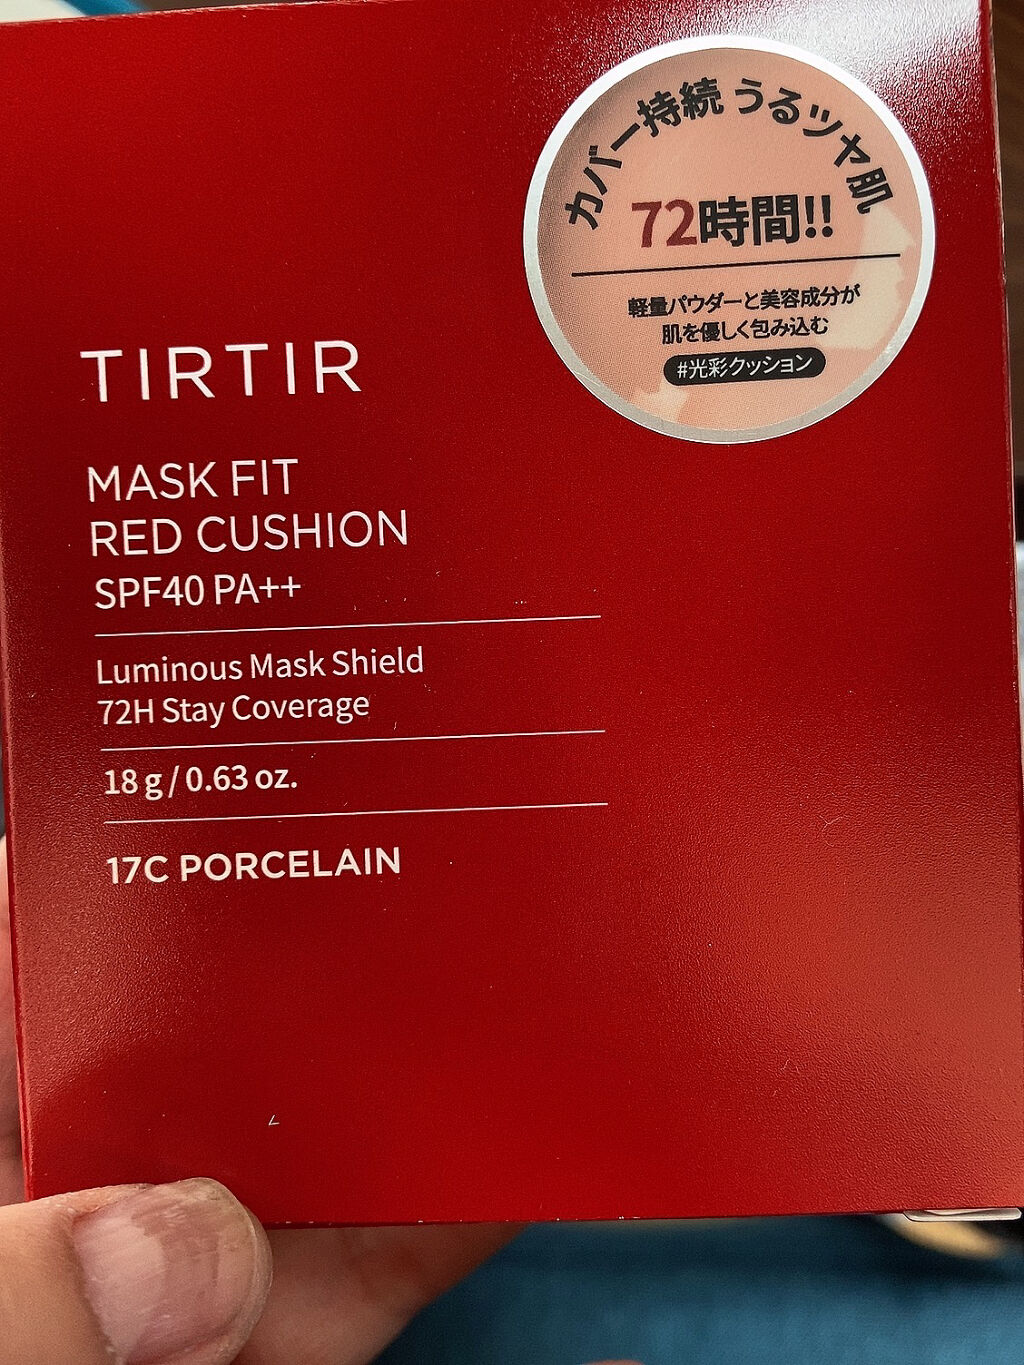 カバー持続 うるツヤ肌
72時間!!
軽量パウダーと美容成分が
肌を優しく包み込む
#光彩クッション
TIRTIR
MASK FIT
RED CUSHION
SPF40 PA++
Luminous Mask Shield
72H Stay Coverage
18 g / 0.63 oz.
17C PORCELAIN